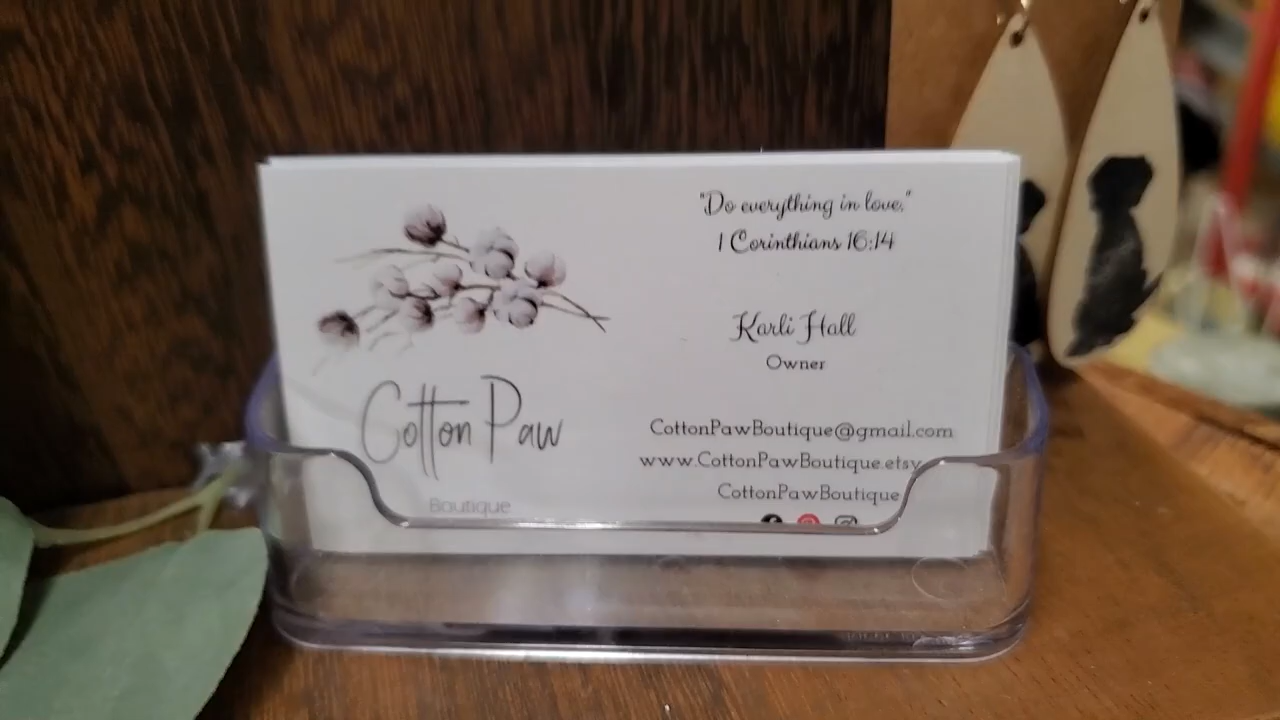 "Do everything in love."
1 Corinthians 16:14
Karli Hall
Owner
Cotton Paw
Boutique
CottonPawBoutique@gmail.com
www.CottonPawBoutique.etsy
CottonPawBoutique